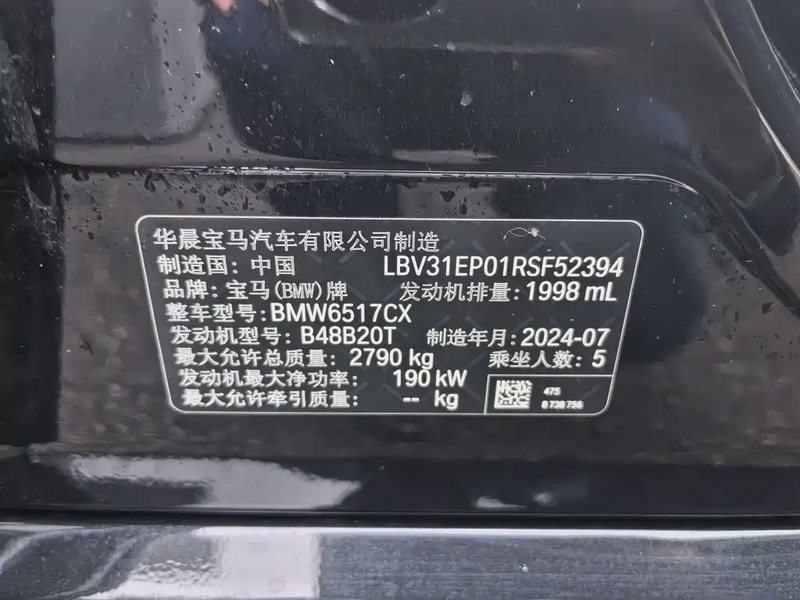 华晨宝马汽车有限公司制造
制造国: 中国 LBV31EP01RSF52394
品牌: 宝马(BMW)牌 发动机排量: 1998 mL
整车型号: BMW6517CX
发动机型号: B48B20T 制造年月: 2024-07
最大允许总质量: 2790 kg 乘坐人数: 5
发动机最大净功率: 190 kW
最大允许牵引质量: -- kg
475
8 738 756